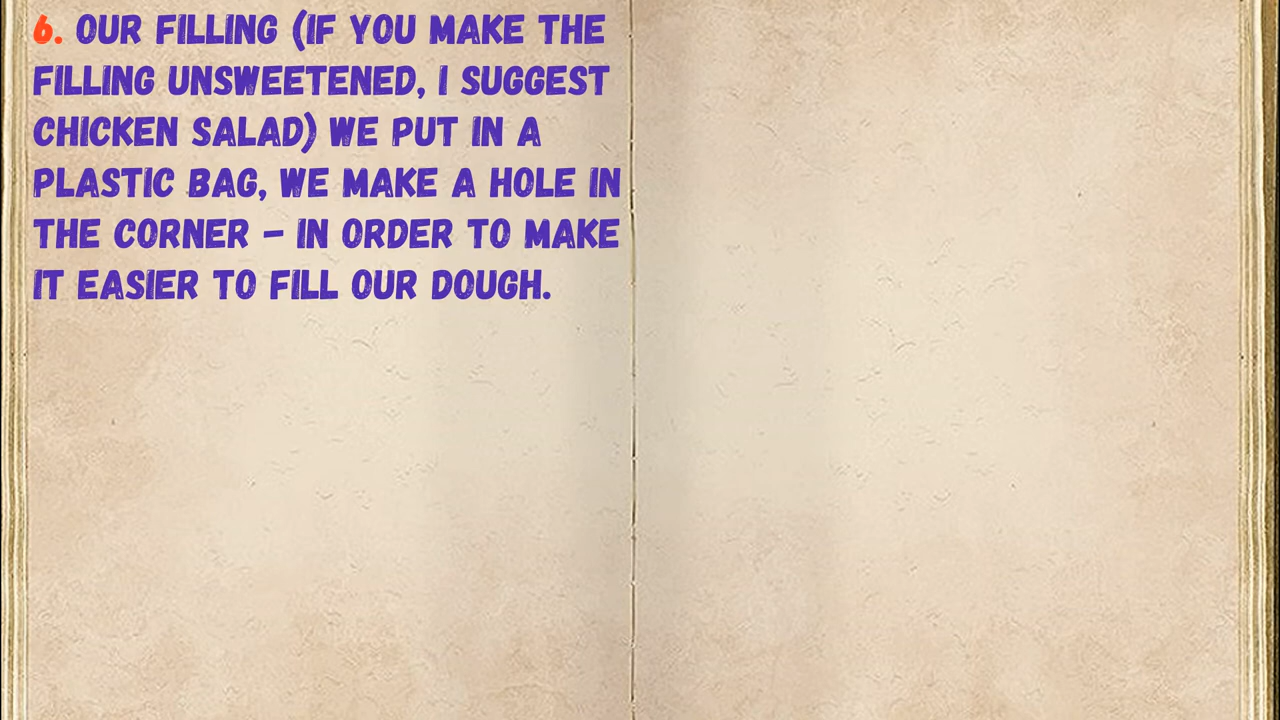 6. OUR FILLING (IF YOU MAKE THE
FILLING UNSWEETENED, I SUGGEST
CHICKEN SALAD) WE PUT IN A
PLASTIC BAG, WE MAKE A HOLE IN
THE CORNER – IN ORDER TO MAKE
IT EASIER TO FILL OUR DOUGH.